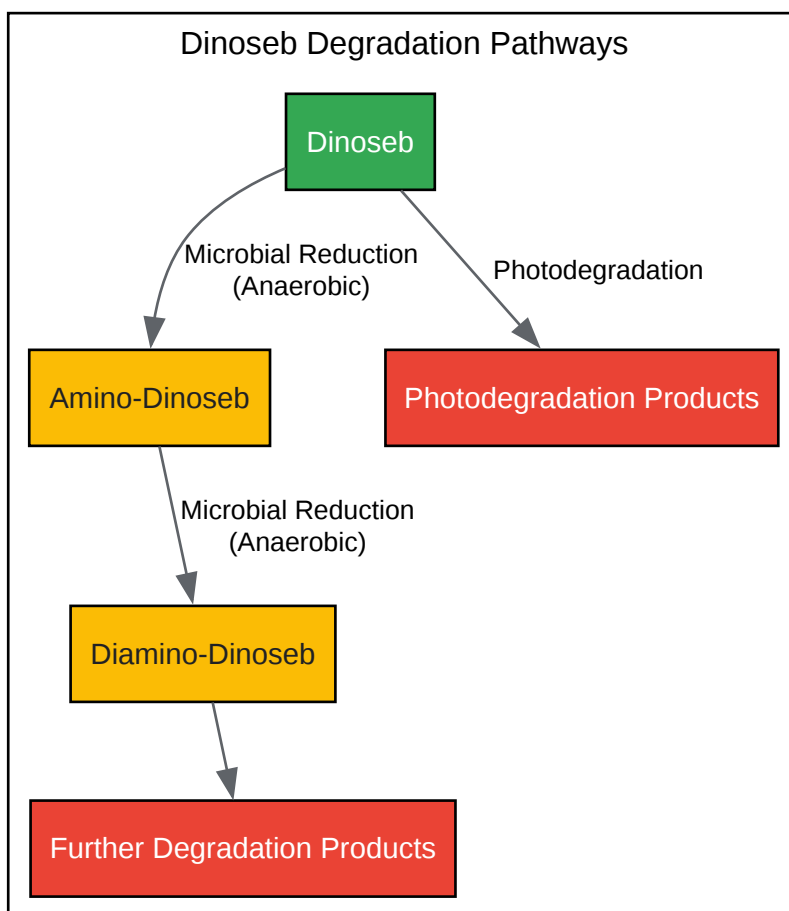 Dinoseb Degradation Pathways
Dinoseb
Microbial Reduction
(Anaerobic)
Photodegradation
Amino-Dinoseb
Photodegradation Products
Microbial Reduction
(Anaerobic)
Diamino-Dinoseb
Further Degradation Products